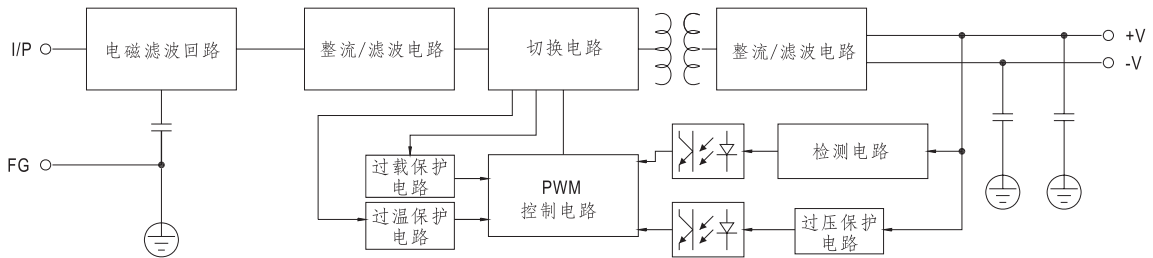 I/P
电磁滤波回路
整流/滤波电路
切换电路
整流/滤波电路
+V
-V
FG
过载保护
电路
过温保护
电路
PWM
控制电路
检测电路
过压保护
电路